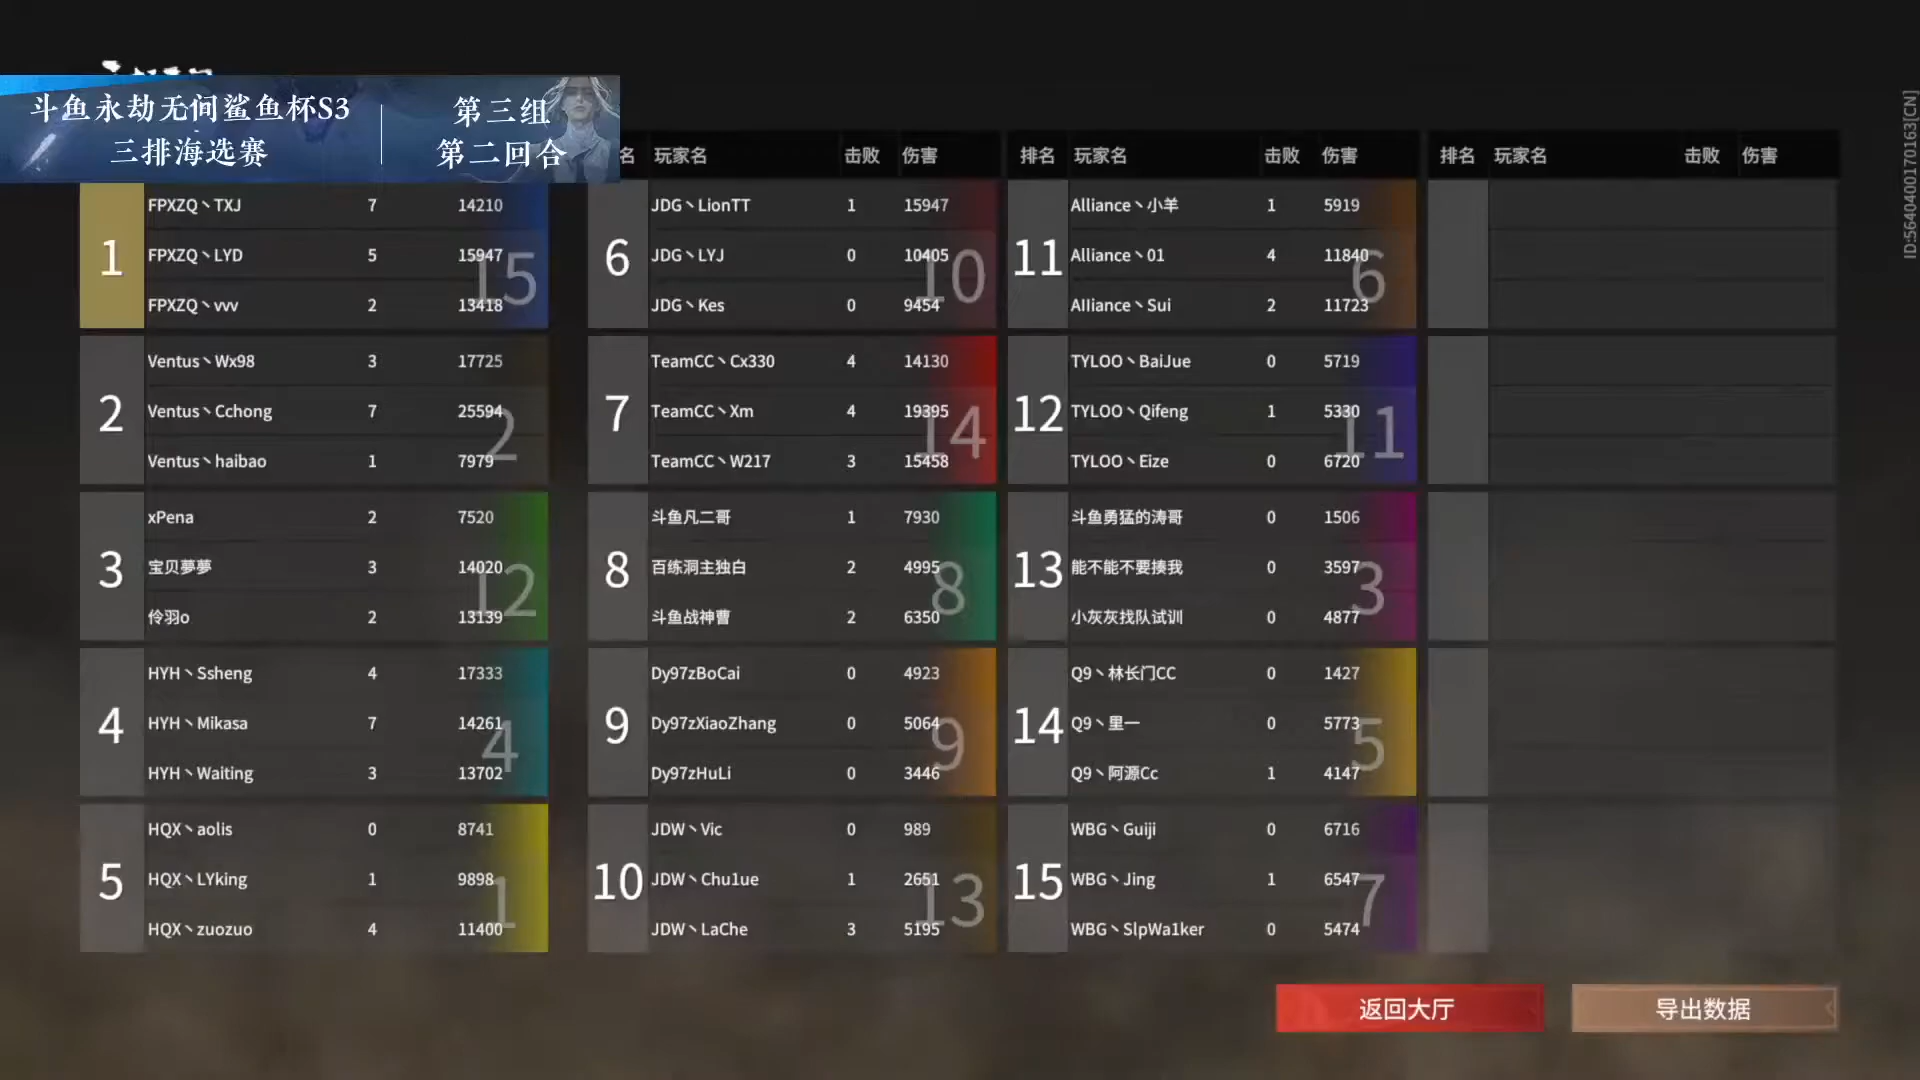 斗鱼永劫无间鲨鱼杯S3
三排海选赛
第三组
第二回合
名 玩家名 击败 伤害
排名 玩家名 击败 伤害
排名 玩家名 击败 伤害
1 15
FPXZQ丶TXJ 7 14210
FPXZQ丶LYD 5 15947
FPXZQ丶vvv 2 13418
2 2
Ventus丶Wx98 3 17725
Ventus丶Cchong 7 25594
Ventus丶haibao 1 7979
3 12
xPena 2 7520
宝贝夢夢 3 14020
伶羽o 2 13139
4 4
HYH丶Ssheng 4 17333
HYH丶Mikasa 7 14261
HYH丶Waiting 3 13702
5 1
HQX丶aolis 0 8741
HQX丶LYking 1 9898
HQX丶zuozuo 4 11400
6 10
JDG丶LionTT 1 15947
JDG丶LYJ 0 10405
JDG丶Kes 0 9454
7 14
TeamCC丶Cx330 4 14130
TeamCC丶Xm 4 19395
TeamCC丶W217 3 15458
8 8
斗鱼凡二哥 1 7930
百练洞主独白 2 4995
斗鱼战神曹 2 6350
9 9
Dy97zBoCai 0 4923
Dy97zXiaoZhang 0 5064
Dy97zHuLi 0 3446
10 13
JDW丶Vic 0 989
JDW丶Chu1ue 1 2651
JDW丶LaChe 3 5195
11 6
Alliance丶小羊 1 5919
Alliance丶01 4 11840
AIIiance丶Sui 2 11723
12 11
TYLOO丶BaiJue 0 5719
TYLOO丶Qifeng 1 5330
TYLOO丶Eize 0 6720
13 3
斗鱼勇猛的涛哥 0 1506
能不能不要揍我 0 3597
小灰灰找队试训 0 4877
14 5
Q9丶林长门CC 0 1427
Q9丶里一 0 5773
Q9丶阿源Cc 1 4147
15 7
WBG丶Guiji 0 6716
WBG丶Jing 1 6547
WBG丶SlpWa1ker 0 5474
返回大厅
导出数据
ID:5640400170163[CN]